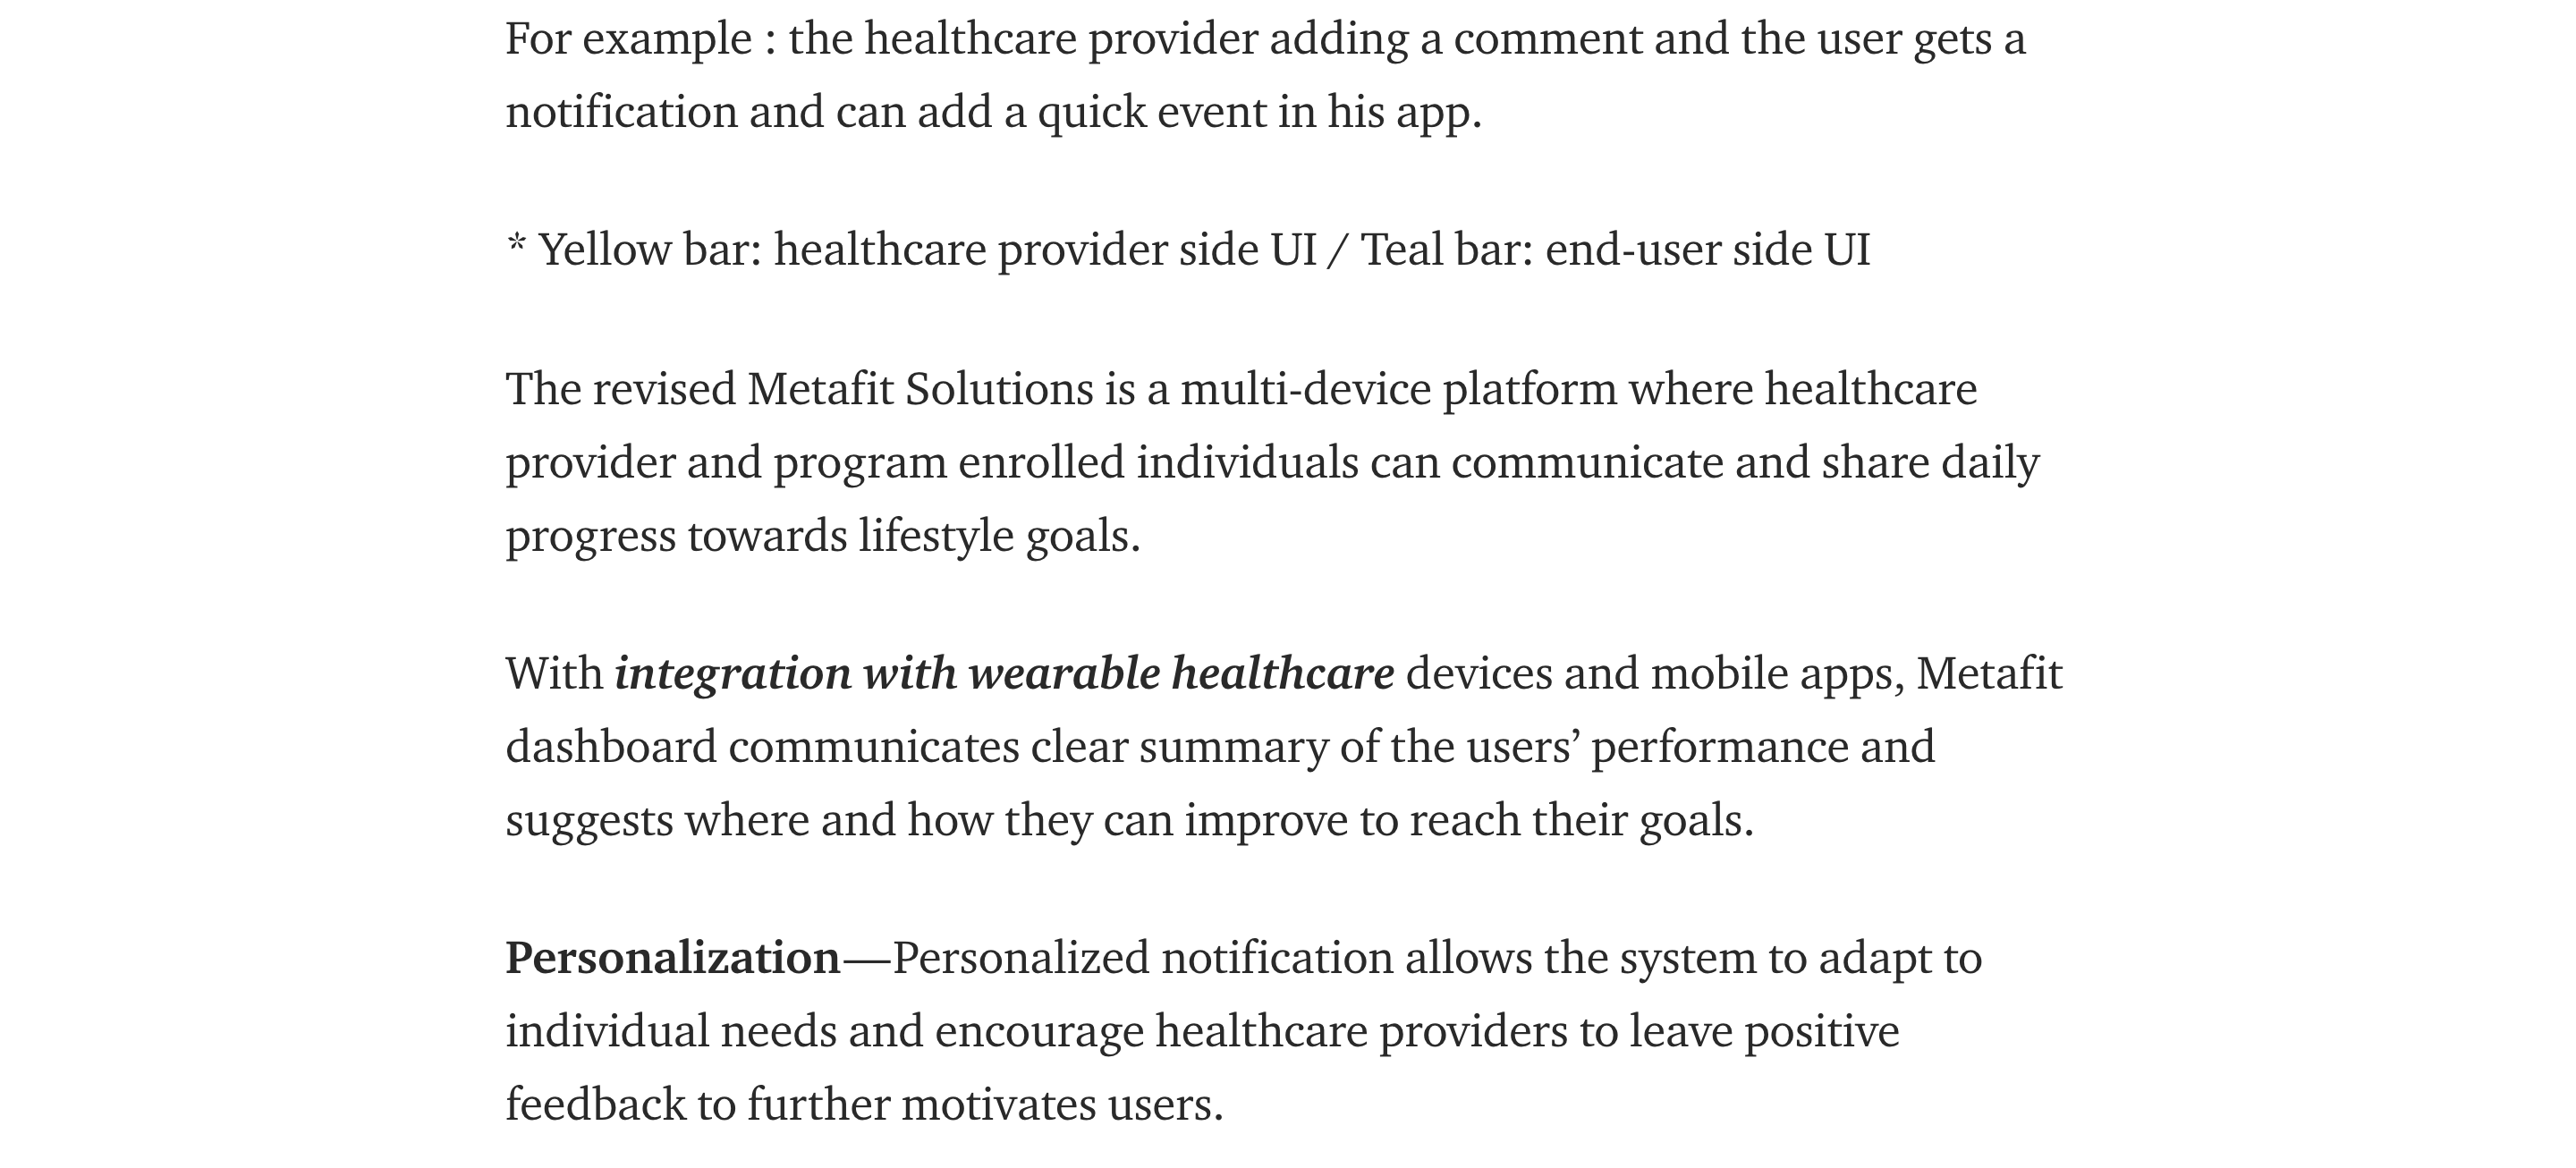 For example : the healthcare provider adding a comment and the user gets a
notification and can add a quick event in his app.
* Yellow bar: healthcare provider side UI / Teal bar: end-user side UI
The revised Metafit Solutions is a multi-device platform where healthcare
provider and program enrolled individuals can communicate and share daily
progress towards lifestyle goals.
With integration with wearable healthcare devices and mobile apps, Metafit
dashboard communicates clear summary of the users’ performance and
suggests where and how they can improve to reach their goals.
Personalization—Personalized notification allows the system to adapt to
individual needs and encourage healthcare providers to leave positive
feedback to further motivates users.